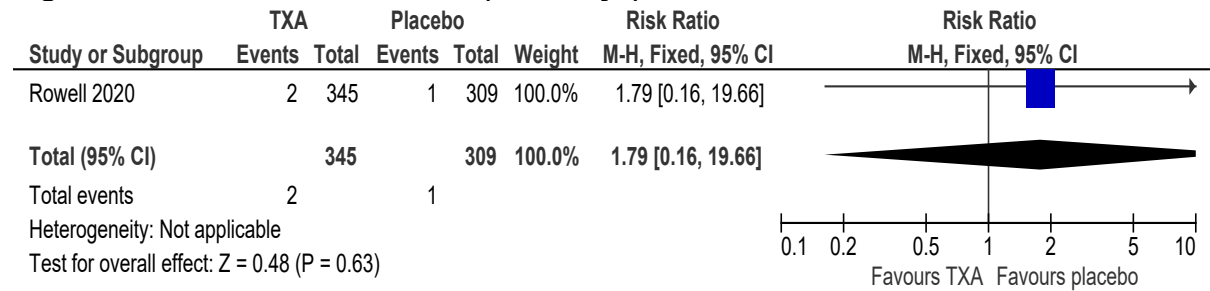 TXA Placebo Risk Ratio Risk Ratio
Study or Subgroup Events Total Events Total Weight M-H, Fixed, 95% CI M-H, Fixed, 95% CI
Rowell 2020 2 345 1 309 100.0% 1.79 [0.16, 19.66]
Total (95% CI) 345 309 100.0% 1.79 [0.16, 19.66]
Total events 2 1
Heterogeneity: Not applicable
Test for overall effect: Z = 0.48 (P = 0.63)
0.1 0.2 0.5 1 2 5 10
Favours TXA Favours placebo